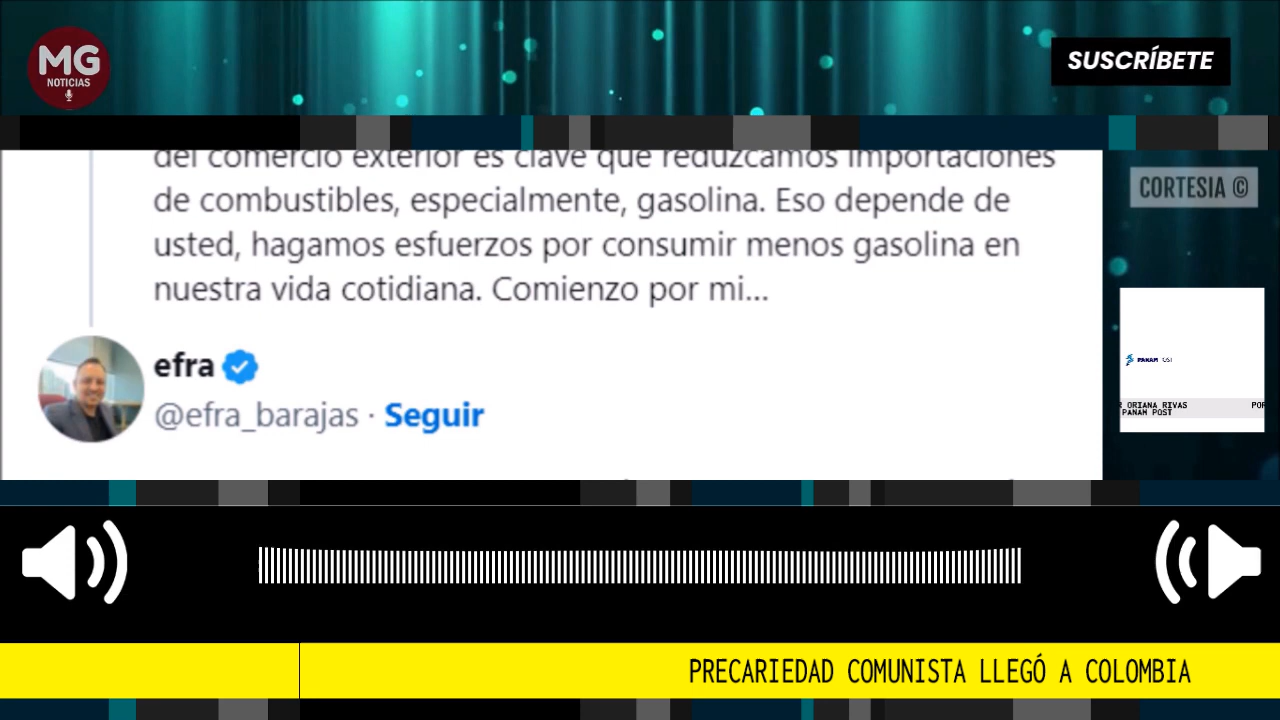 MG
NOTICIAS
SUSCRÍBETE
del comercio exterior es clave que reduzcamos importaciones
de combustibles, especialmente, gasolina. Eso depende de
usted, hagamos esfuerzos por consumir menos gasolina en
nuestra vida cotidiana. Comienzo por mi...
efra
@efra_barajas · Seguir
CORTESIA ©
PANAM
ORIANA RIVAS
PANAM POST
PRECARIEDAD COMUNISTA LLEGÓ A COLOMBIA